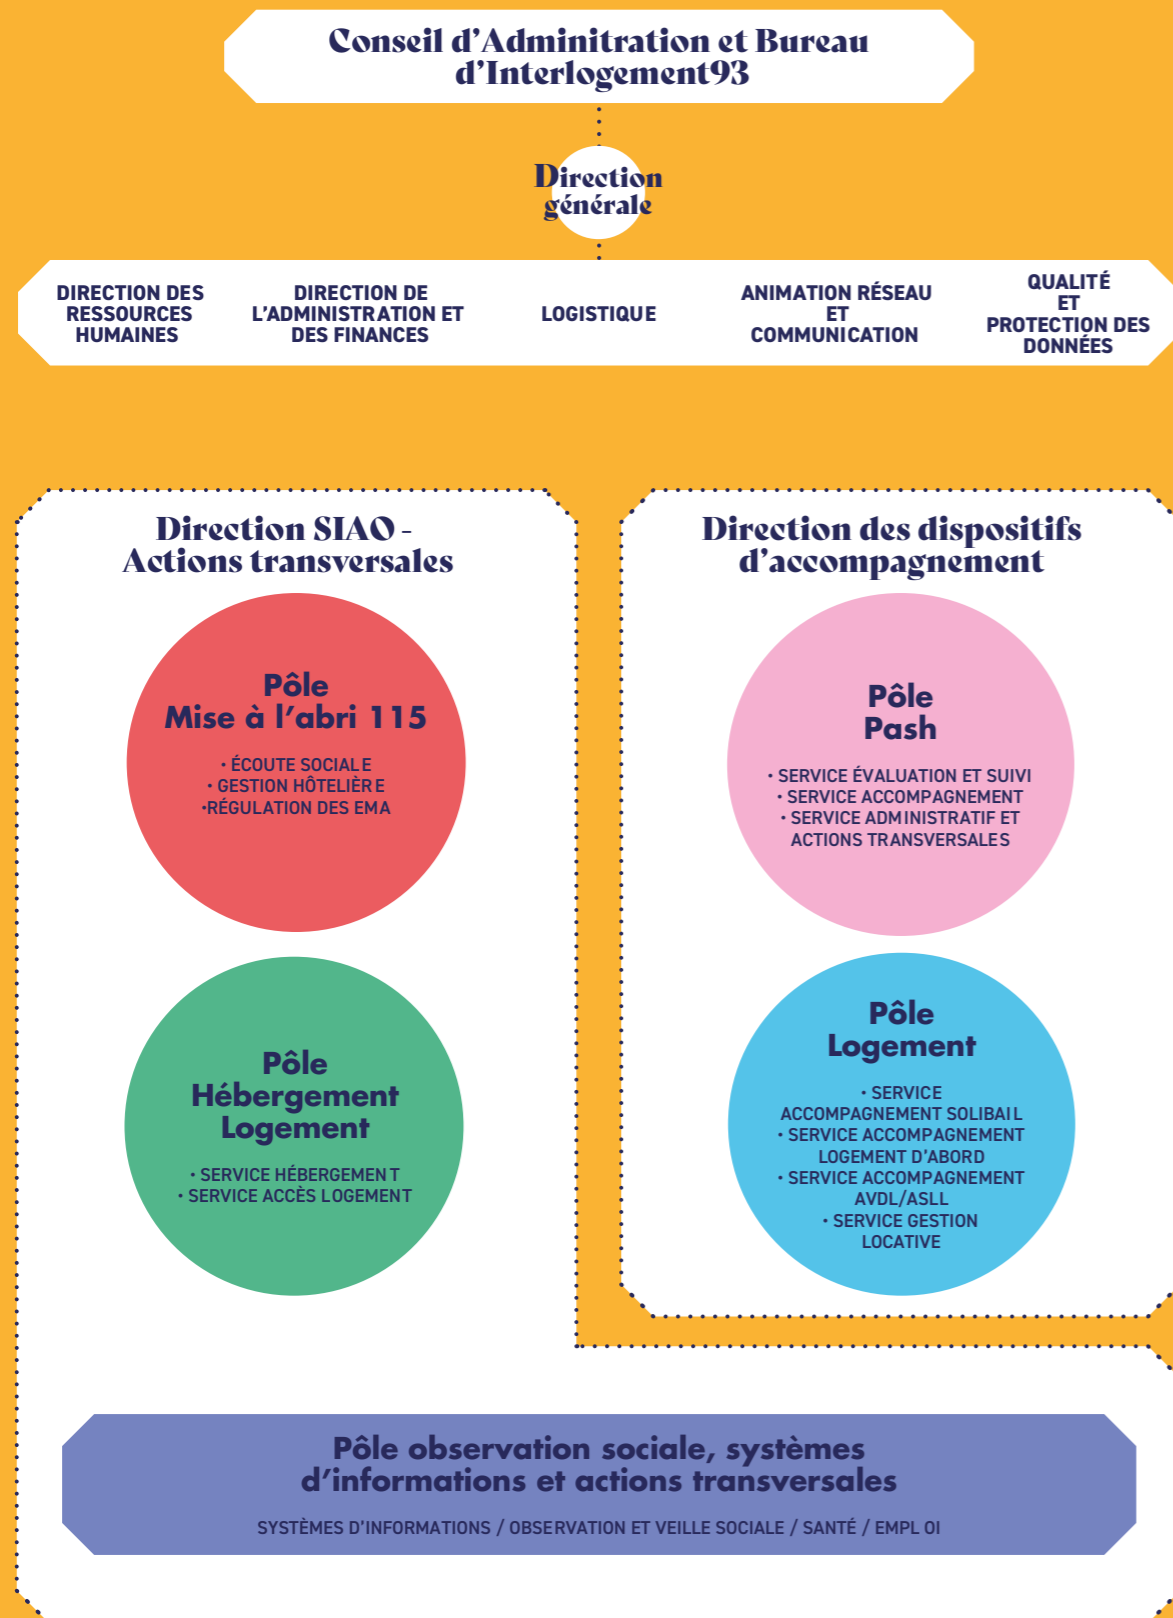 Conseil d'Adminitration et Bureau
d'Interlogement93
Direction
générale
DIRECTION DES
RESSOURCES
HUMAINES
DIRECTION DE
L'ADMINISTRATION ET
DES FINANCES
LOGISTIQUE
ANIMATION RÉSEAU
ET
COMMUNICATION
QUALITÉ
ET
PROTECTION DES
DONNÉES
Direction SIAO -
Actions transversales
Pôle
Mise à l'abri 115
• ÉCOUTE SOCIALE
• GESTION HÔTELIÈRE
•RÉGULATION DES EMA
Pôle
Hébergement
Logement
• SERVICE HÉBERGEMENT
• SERVICE ACCÈS LOGEMENT
Direction des dispositifs
d'accompagnement
Pôle
Pash
• SERVICE ÉVALUATION ET SUIVI
• SERVICE ACCOMPAGNEMENT
• SERVICE ADMINISTRATIF ET
ACTIONS TRANSVERSALES
Pôle
Logement
• SERVICE
ACCOMPAGNEMENT SOLIBAIL
• SERVICE ACCOMPAGNEMENT
LOGEMENT D'ABORD
• SERVICE ACCOMPAGNEMENT
AVDL/ASLL
• SERVICE GESTION
LOCATIVE
Pôle observation sociale, systèmes
d'informations et actions transversales
SYSTÈMES D'INFORMATIONS / OBSERVATION ET VEILLE SOCIALE / SANTÉ / EMPL OI